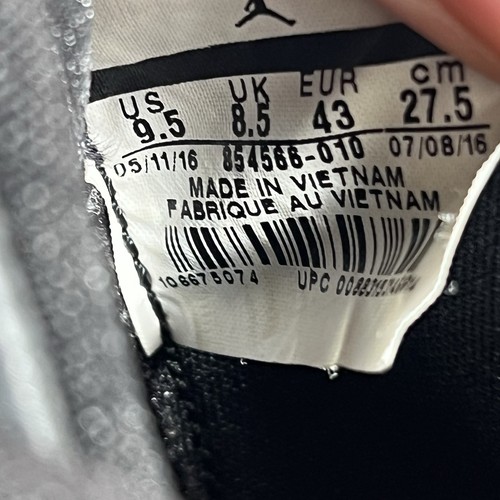 US UK EUR cm
9.5 8.5 43 27.5
05/11/16 854566-010 07/08/16
MADE IN VIETNAM
FABRIQUE AU VIETNAM
106675074 UPC